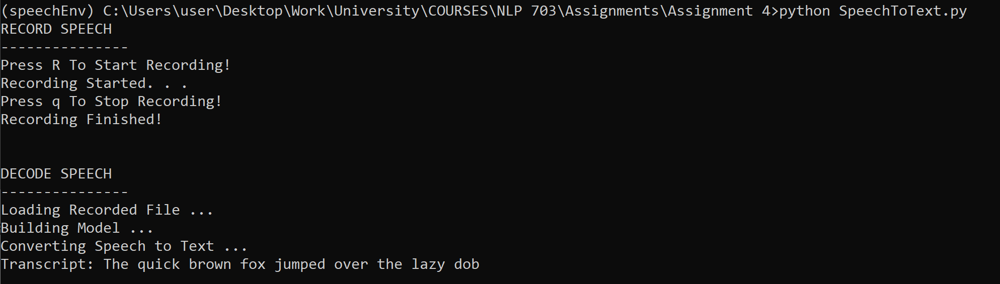 (speechEnv) C:\Users\user\Desktop\Work\University\COURSES\NLP 703\Assignments\Assignment 4>python SpeechToText.py
RECORD SPEECH
---------------
Press R To Start Recording!
Recording Started. . .
Press q To Stop Recording!
Recording Finished!
DECODE SPEECH
---------------
Loading Recorded File ...
Building Model ...
Converting Speech to Text ...
Transcript: The quick brown fox jumped over the lazy dob